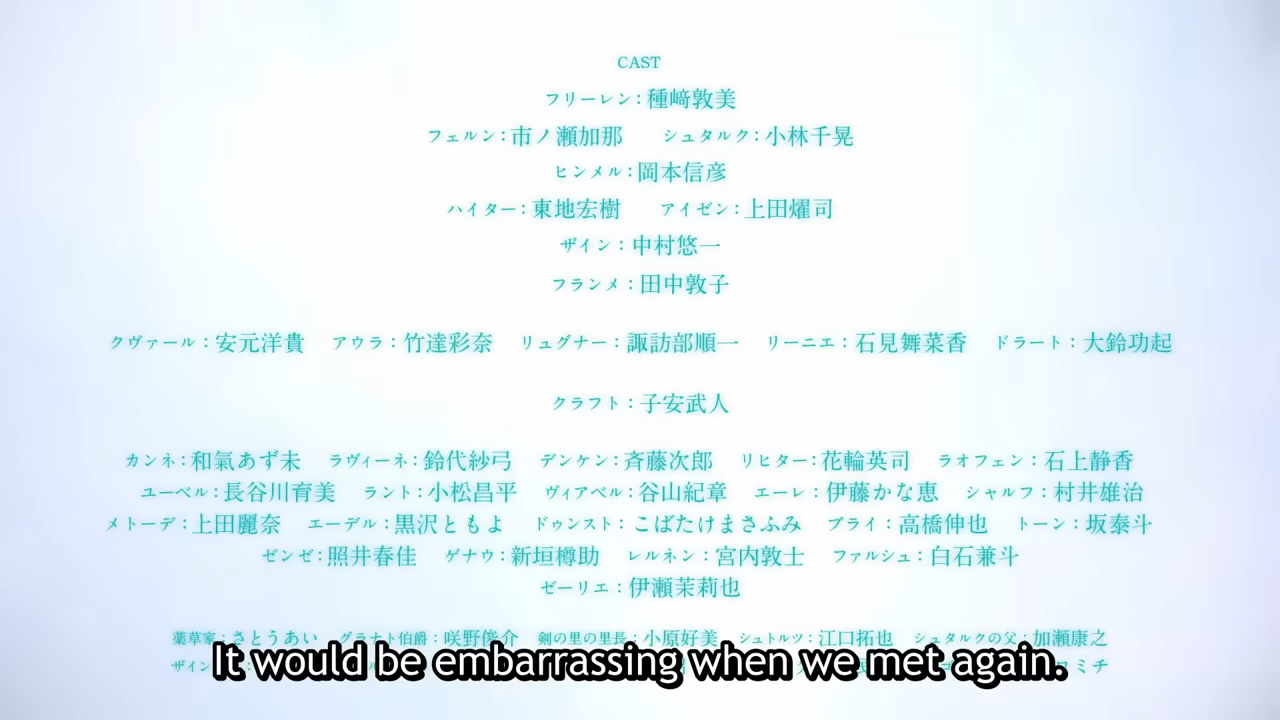 CAST
フリーレン：種﨑敦美
フェルン：市ノ瀬加那 シュタルク：小林千晃
ヒンメル：岡本信彦
ハイター：東地宏樹 アイゼン：上田燿司
ザイン：中村悠一
フランメ：田中敦子
クヴァール：安元洋貴 アウラ：竹達彩奈 リュグナー：諏訪部順一 リーニエ：石見舞菜香 ドラート：大鈴功起
クラフト：子安武人
カンネ：和氣あず未 ラヴィーネ：鈴代紗弓 デンケン：斉藤次郎 リヒター：花輪英司 ラオフェン：石上静香
ユーベル：長谷川育美 ラント：小松昌平 ヴィアベル：谷山紀章 エーレ：伊藤かな恵 シャルフ：村井雄治
メトーデ：上田麗奈 エーデル：黒沢ともよ ドゥンスト：こばたけまさふみ ブライ：高橋伸也 トーン：坂泰斗
ゼンゼ：照井春佳 ゲナウ：新垣樽助 レルネン：宮内敦士 ファルシュ：白石兼斗
ゼーリエ：伊瀬茉莉也
薬草家：さとうあい グラナト伯爵：咲野俊介 剣の里の里長：小原好美 シュトルツ：江口拓也 シュタルクの父：加瀬康之
ザイン
It would be embarrassing when we met again.